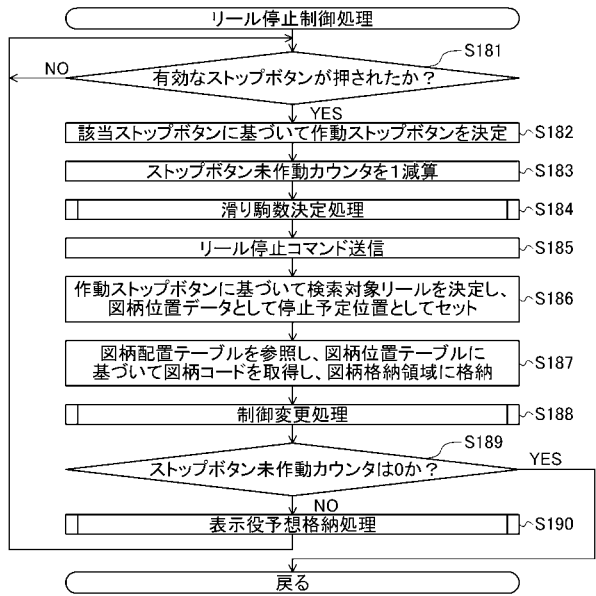 リール停止制御処理
S181
NO
有効なストップボタンが押されたか？
YES
該当ストップボタンに基づいて作動ストップボタンを決定
S182
ストップボタン未作動カウンタを1減算
S183
滑り駒数決定処理
S184
リール停止コマンド送信
S185
作動ストップボタンに基づいて検索対象リールを決定し、
図柄位置データとして停止予定位置としてセット
S186
図柄配置テーブルを参照し、図柄位置テーブルに
基づいて図柄コードを取得し、図柄格納領域に格納
S187
制御変更処理
S188
S189
ストップボタン未作動カウンタは0か？
YES
NO
表示役予想格納処理
S190
戻る